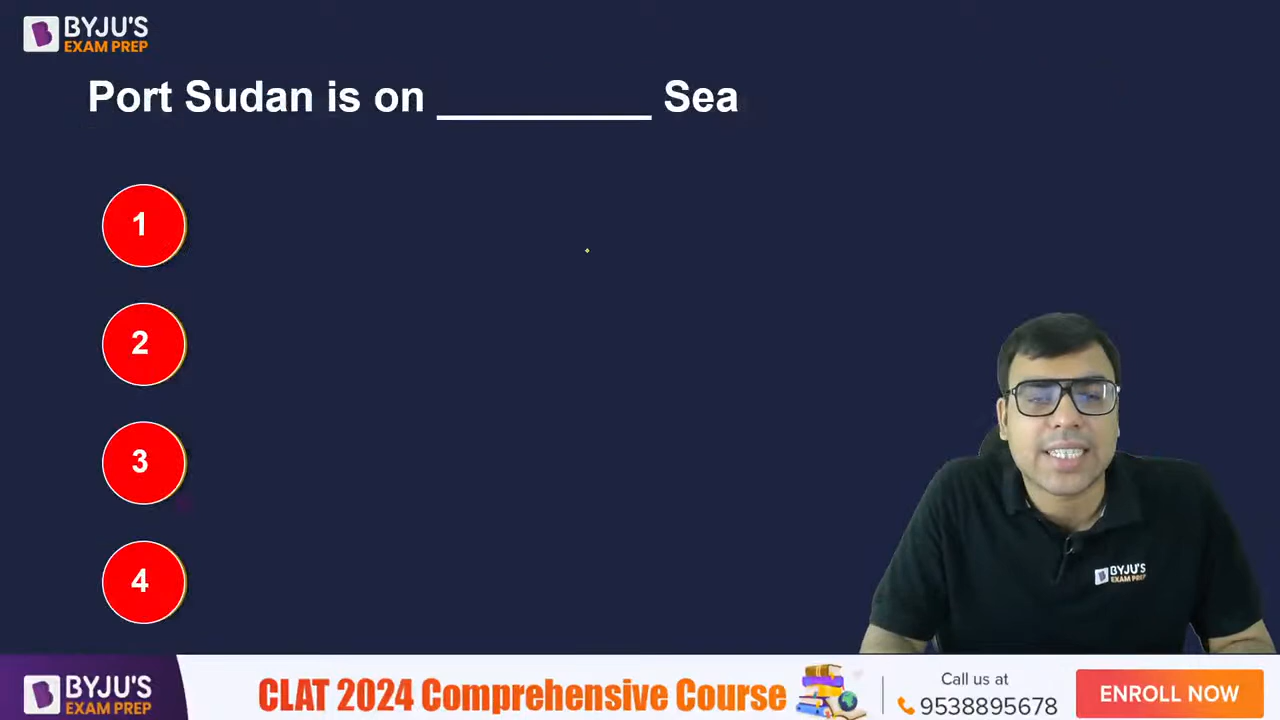 BYJU'S
EXAM PREP
Port Sudan is on _________ Sea
1
2
3
4
BYJU'S
EXAM PREP
BYJU'S
EXAM PREP
CLAT 2024 Comprehensive Course
Call us at
9538895678
ENROLL NOW